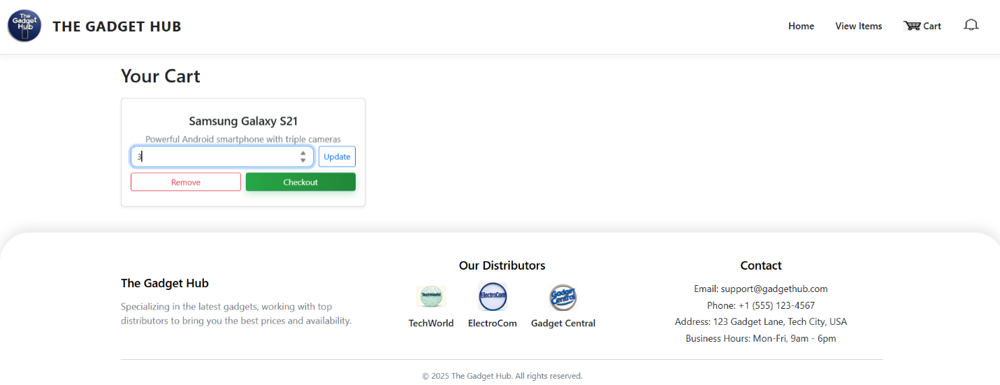 The Gadget Hub
THE GADGET HUB
Home
View Items
Cart
Your Cart
Samsung Galaxy S21
Powerful Android smartphone with triple cameras
3
Update
Remove
Checkout
The Gadget Hub
Specializing in the latest gadgets, working with top
distributors to bring you the best prices and availability.
Our Distributors
TechWorld
ElectroCom
Gadget Central
TechWorld
ElectroCom
Gadget Central
Contact
Email: support@gadgethub.com
Phone: +1 (555) 123-4567
Address: 123 Gadget Lane, Tech City, USA
Business Hours: Mon-Fri, 9am - 6pm
© 2025 The Gadget Hub. All rights reserved.